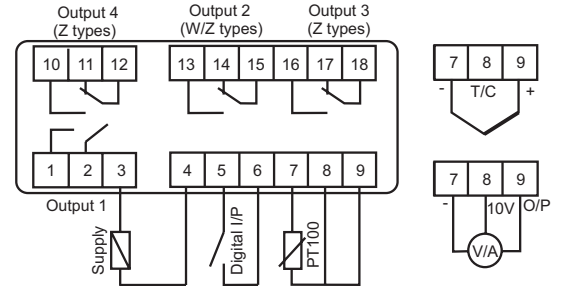 Output 4 Output 2 Output 3
(Z types) (W/Z types) (Z types)
10 11 12 13 14 15 16 17 18
7 8 9
- T/C +
1 2 3 4 5 6 7 8 9
Output 1
Supply
Digital I/P
PT100
7 8 9
- 10V O/P
V/A